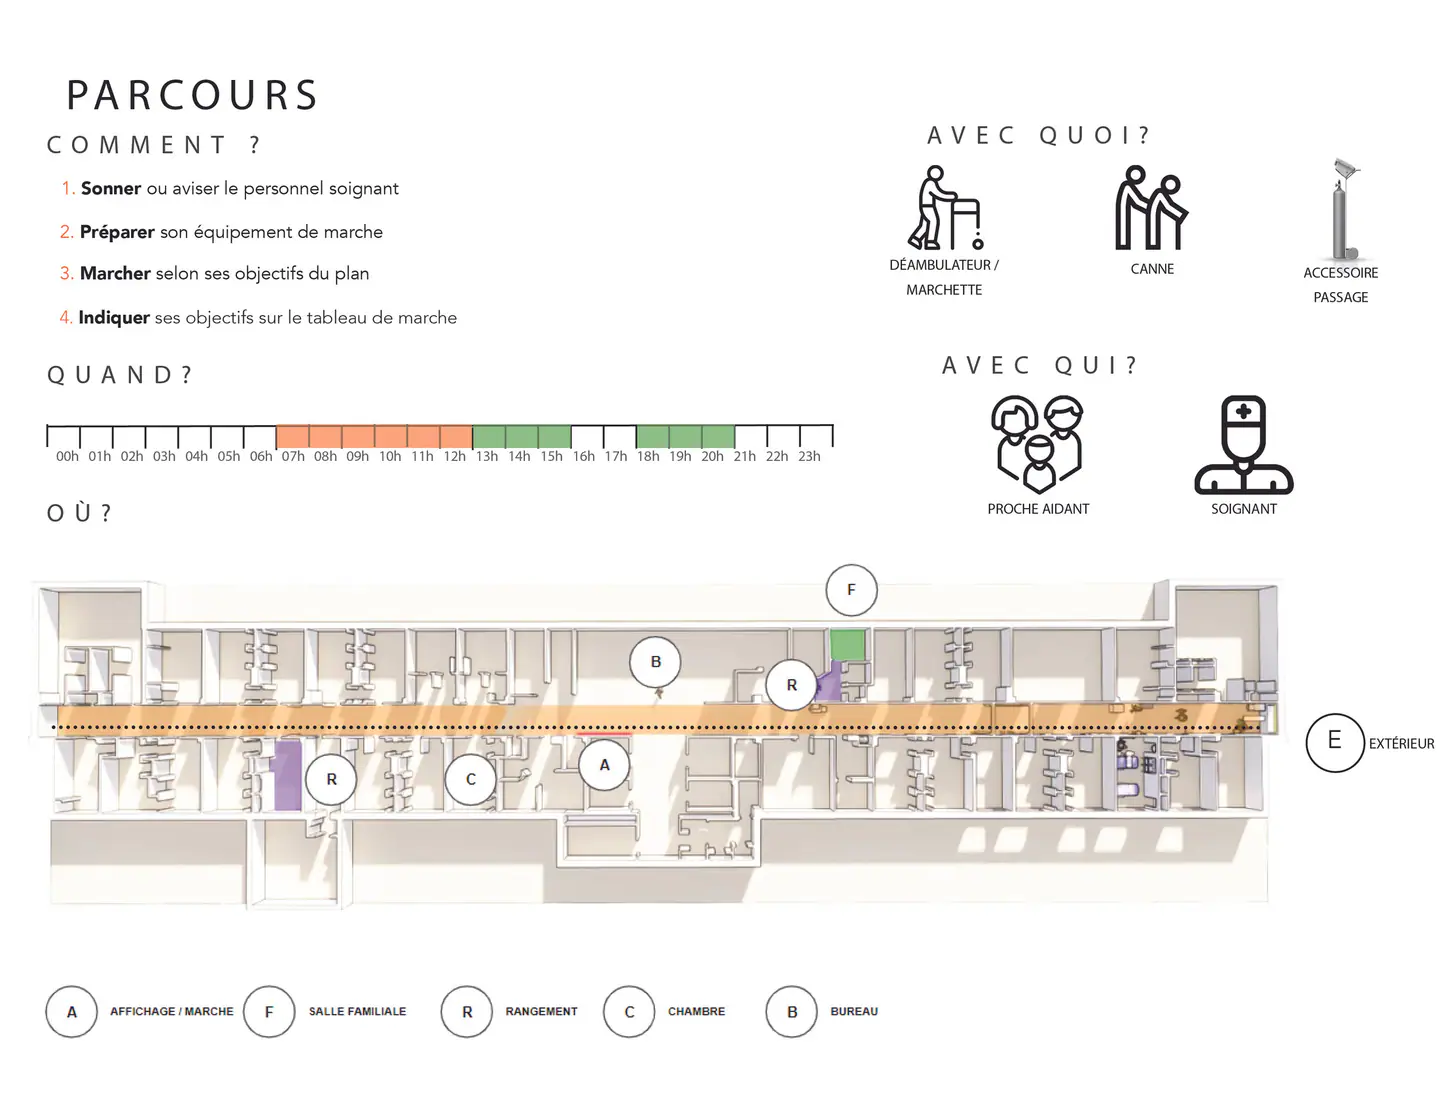 PARCOURS
COMMENT ?
1. Sonner ou aviser le personnel soignant
2. Préparer son équipement de marche
3. Marcher selon ses objectifs du plan
4. Indiquer ses objectifs sur le tableau de marche
AVEC QUOI?
DÉAMBULATEUR /
MARCHETTE
CANNE
ACCESSOIRE
PASSAGE
QUAND?
00h 01h 02h 03h 04h 05h 06h 07h 08h 09h 10h 11h 12h 13h 14h 15h 16h 17h 18h 19h 20h 21h 22h 23h
AVEC QUI?
PROCHE AIDANT
SOIGNANT
OÙ?
F
B
R
E EXTÉRIEUR
R
C
A
A AFFICHAGE / MARCHE
F SALLE FAMILIALE
R RANGEMENT
C CHAMBRE
B BUREAU